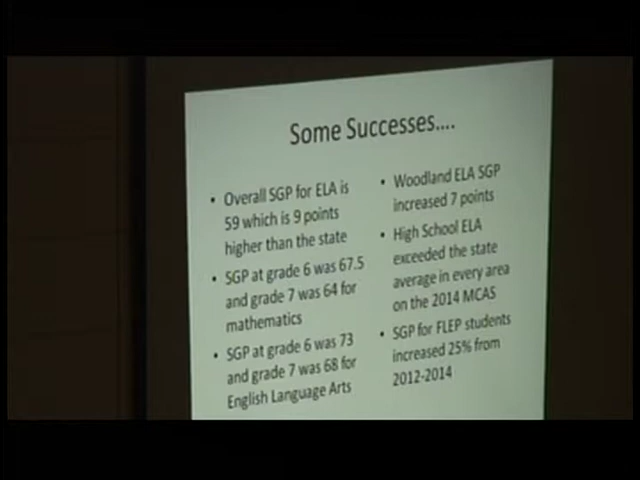 Some Successes....
• Overall SGP for ELA is
59 which is 9 points
higher than the state
• SGP at grade 6 was 67.5
and grade 7 was 64 for
mathematics
• SGP at grade 6 was 73
and grade 7 was 68 for
English Language Arts
• Woodland ELA SGP
increased 7 points
• High School ELA
exceeded the state
average in every area
on the 2014 MCAS
• SGP for FLEP students
increased 25% from
2012-2014